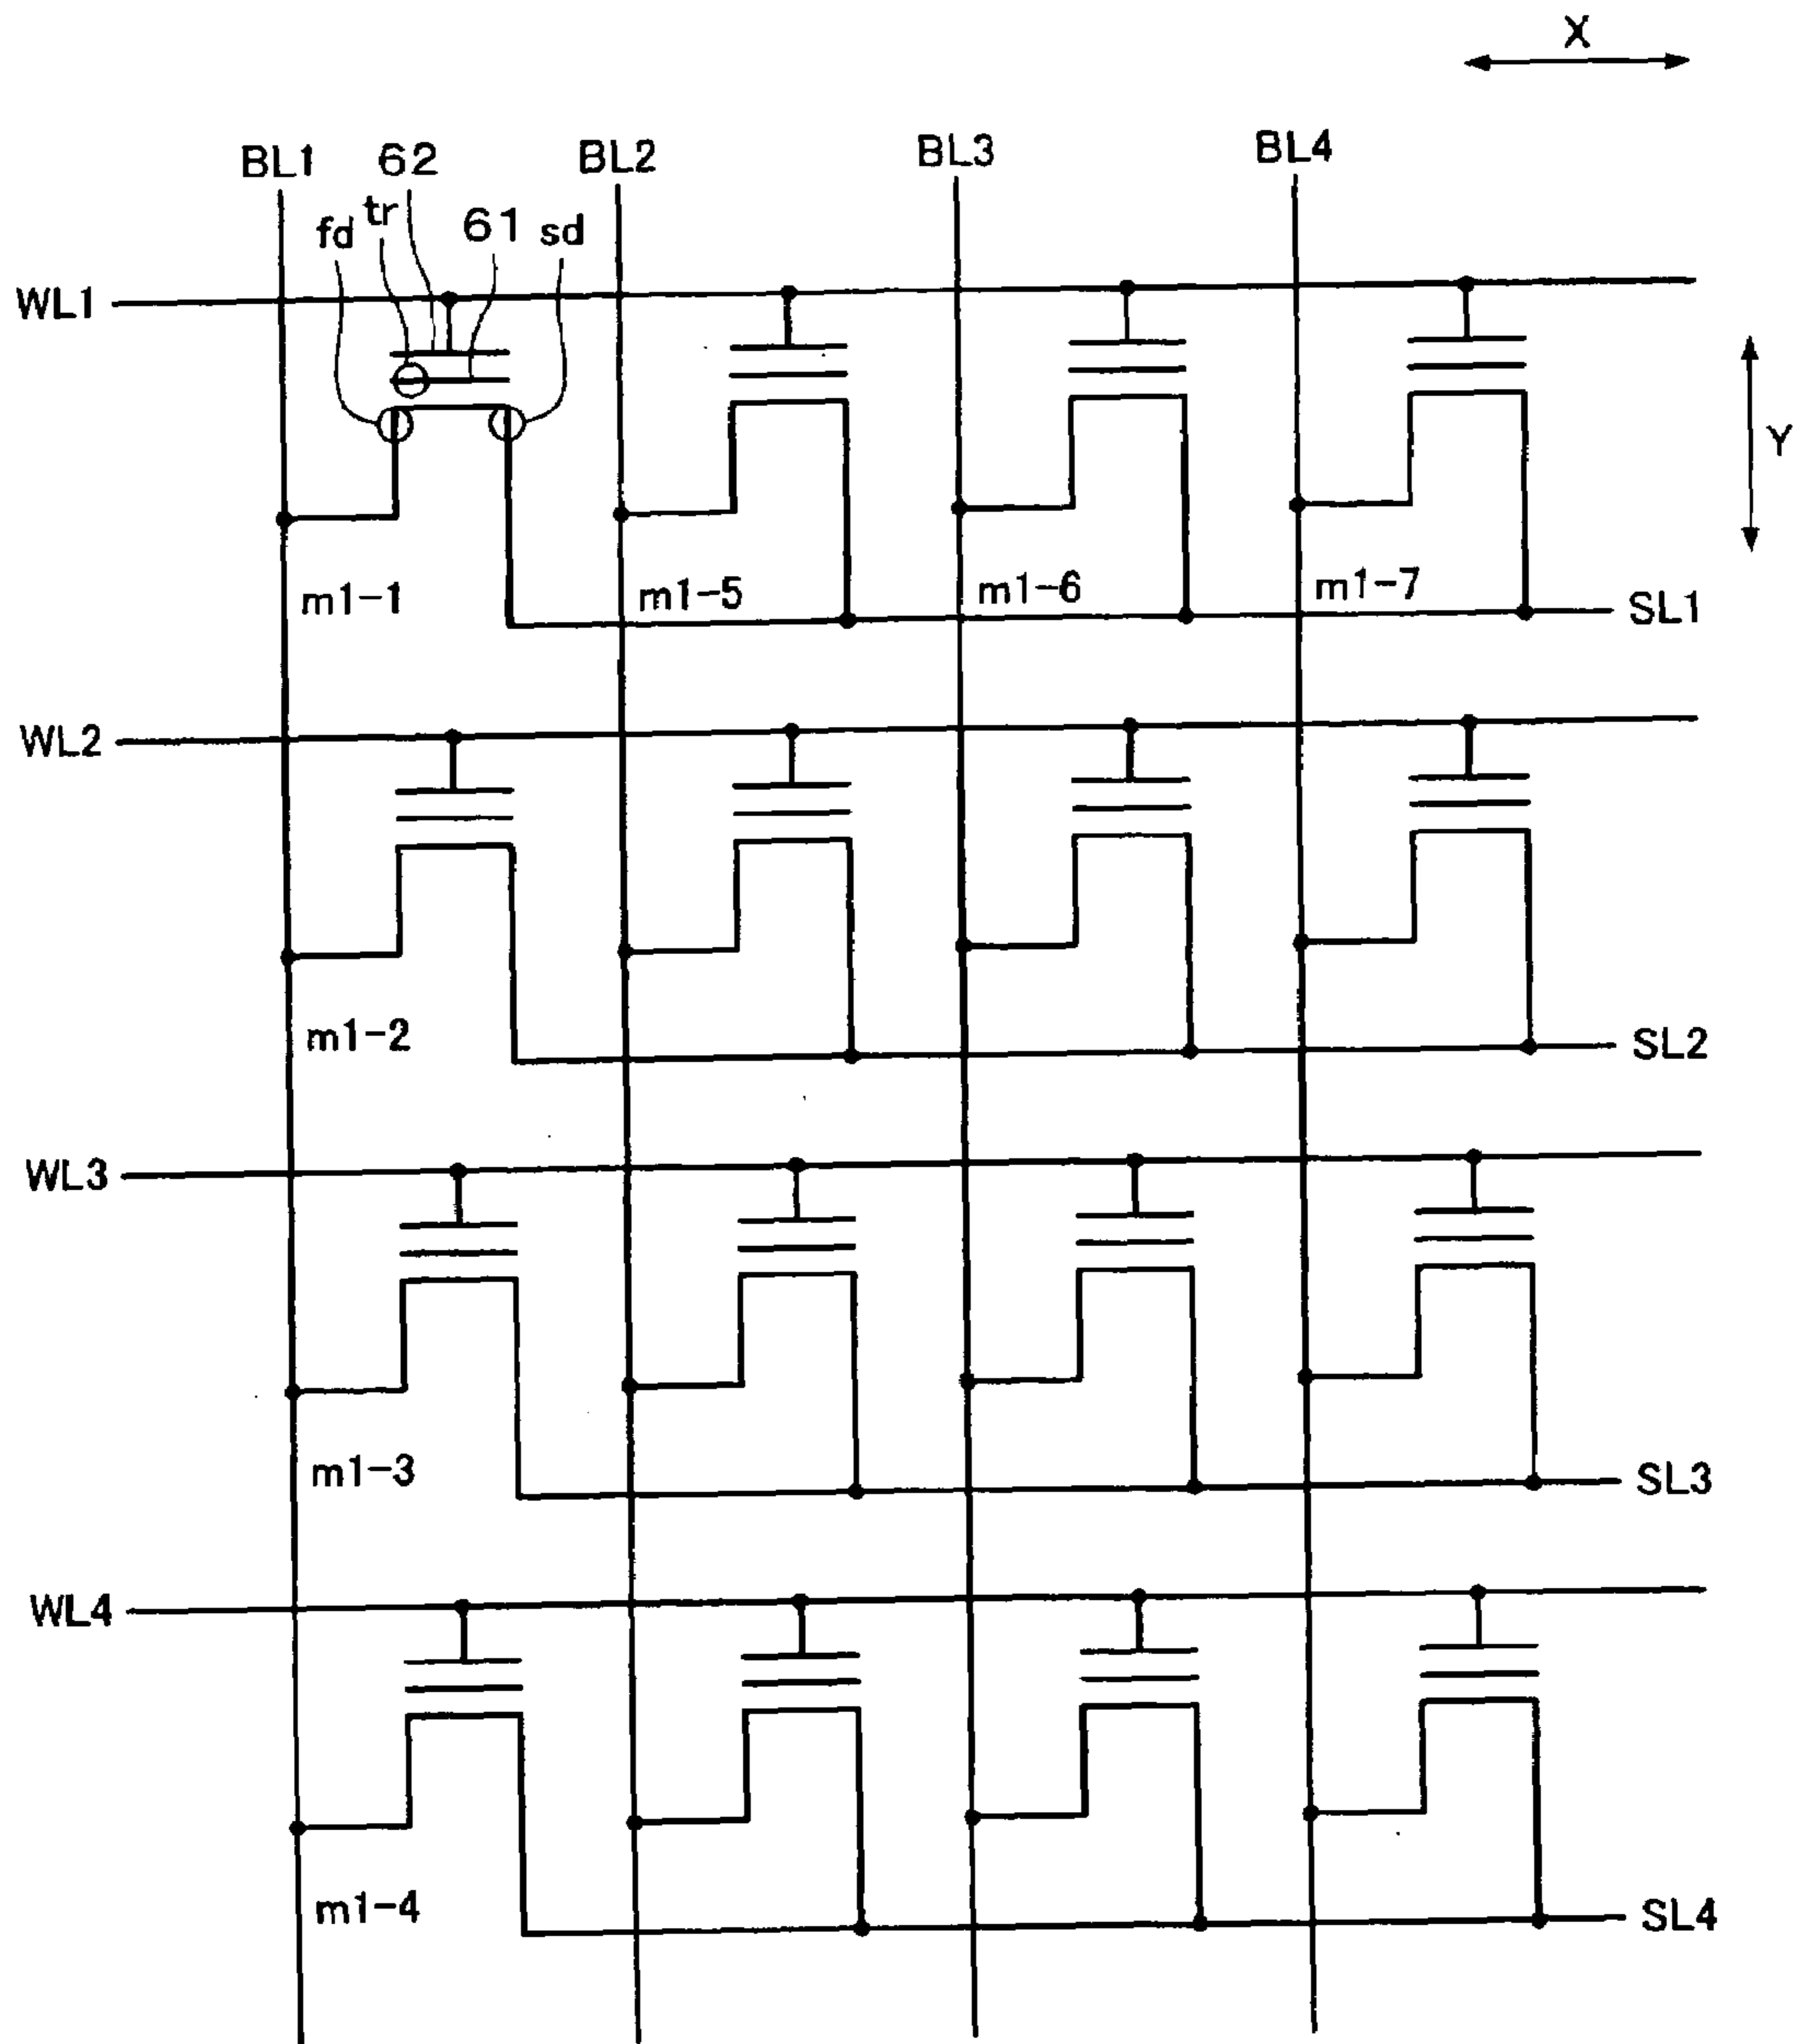 X
BL1 62 BL2 BL3 BL4
fd tr 61 sd
WL1
Y
m1-1 m1-5 m1-6 m1-7 SL1
WL2
m1-2 SL2
WL3
m1-3 SL3
WL4
m1-4 SL4